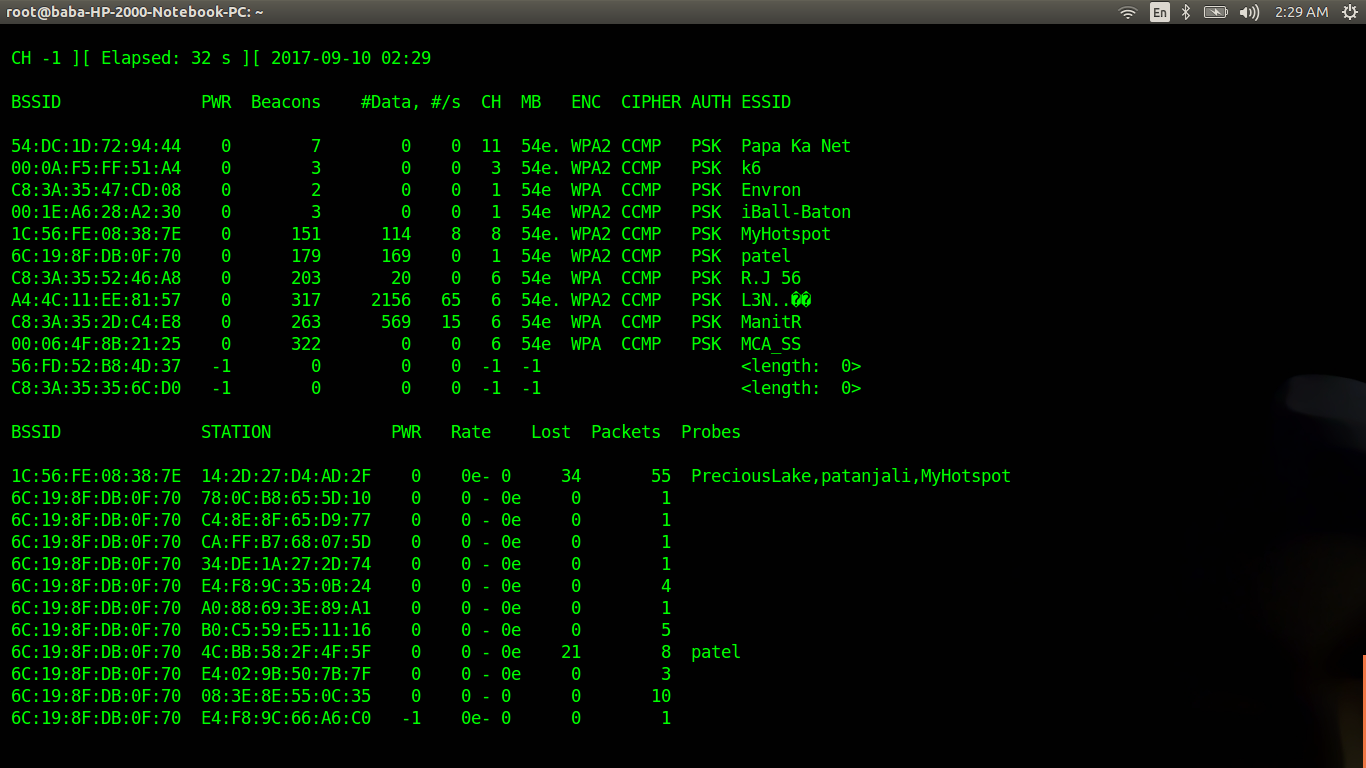 root@baba-HP-2000-Notebook-PC: ~ En 2:29 AM
CH -1 ][ Elapsed: 32 s ][ 2017-09-10 02:29
BSSID PWR Beacons #Data, #/s CH MB ENC CIPHER AUTH ESSID
54:DC:1D:72:94:44 0 7 0 0 11 54e. WPA2 CCMP PSK Papa Ka Net
00:0A:F5:FF:51:A4 0 3 0 0 3 54e. WPA2 CCMP PSK k6
C8:3A:35:47:CD:08 0 2 0 0 1 54e WPA CCMP PSK Envron
00:1E:A6:28:A2:30 0 3 0 0 1 54e WPA2 CCMP PSK iBall-Baton
1C:56:FE:08:38:7E 0 151 114 8 8 54e. WPA2 CCMP PSK MyHotspot
6C:19:8F:DB:0F:70 0 179 169 0 1 54e. WPA2 CCMP PSK patel
C8:3A:35:52:46:A8 0 203 20 0 6 54e WPA CCMP PSK R.J 56
A4:4C:11:EE:81:57 0 317 2156 65 6 54e. WPA2 CCMP PSK L3N..��
C8:3A:35:2D:C4:E8 0 263 569 15 6 54e WPA CCMP PSK ManitR
00:06:4F:8B:21:25 0 322 0 0 6 54e WPA CCMP PSK MCA_SS
56:FD:52:B8:4D:37 -1 0 0 0 -1 -1 <length: 0>
C8:3A:35:35:6C:D0 -1 0 0 0 -1 -1 <length: 0>
BSSID STATION PWR Rate Lost Packets Probes
1C:56:FE:08:38:7E 14:2D:27:D4:AD:2F 0 0e- 0 34 55 PreciousLake,patanjali,MyHotspot
6C:19:8F:DB:0F:70 78:0C:B8:65:5D:10 0 0 - 0e 0 1
6C:19:8F:DB:0F:70 C4:8E:8F:65:D9:77 0 0 - 0e 0 1
6C:19:8F:DB:0F:70 CA:FF:B7:68:07:5D 0 0 - 0e 0 1
6C:19:8F:DB:0F:70 34:DE:1A:27:2D:74 0 0 - 0e 0 1
6C:19:8F:DB:0F:70 E4:F8:9C:35:0B:24 0 0 - 0e 0 4
6C:19:8F:DB:0F:70 A0:88:69:3E:89:A1 0 0 - 0e 0 1
6C:19:8F:DB:0F:70 B0:C5:59:E5:11:16 0 0 - 0e 0 5
6C:19:8F:DB:0F:70 4C:BB:58:2F:4F:5F 0 0 - 0e 21 8 patel
6C:19:8F:DB:0F:70 E4:02:9B:50:7B:7F 0 0 - 0e 0 3
6C:19:8F:DB:0F:70 08:3E:8E:55:0C:35 0 0 - 0 0 10
6C:19:8F:DB:0F:70 E4:F8:9C:66:A6:C0 -1 0e- 0 0 1